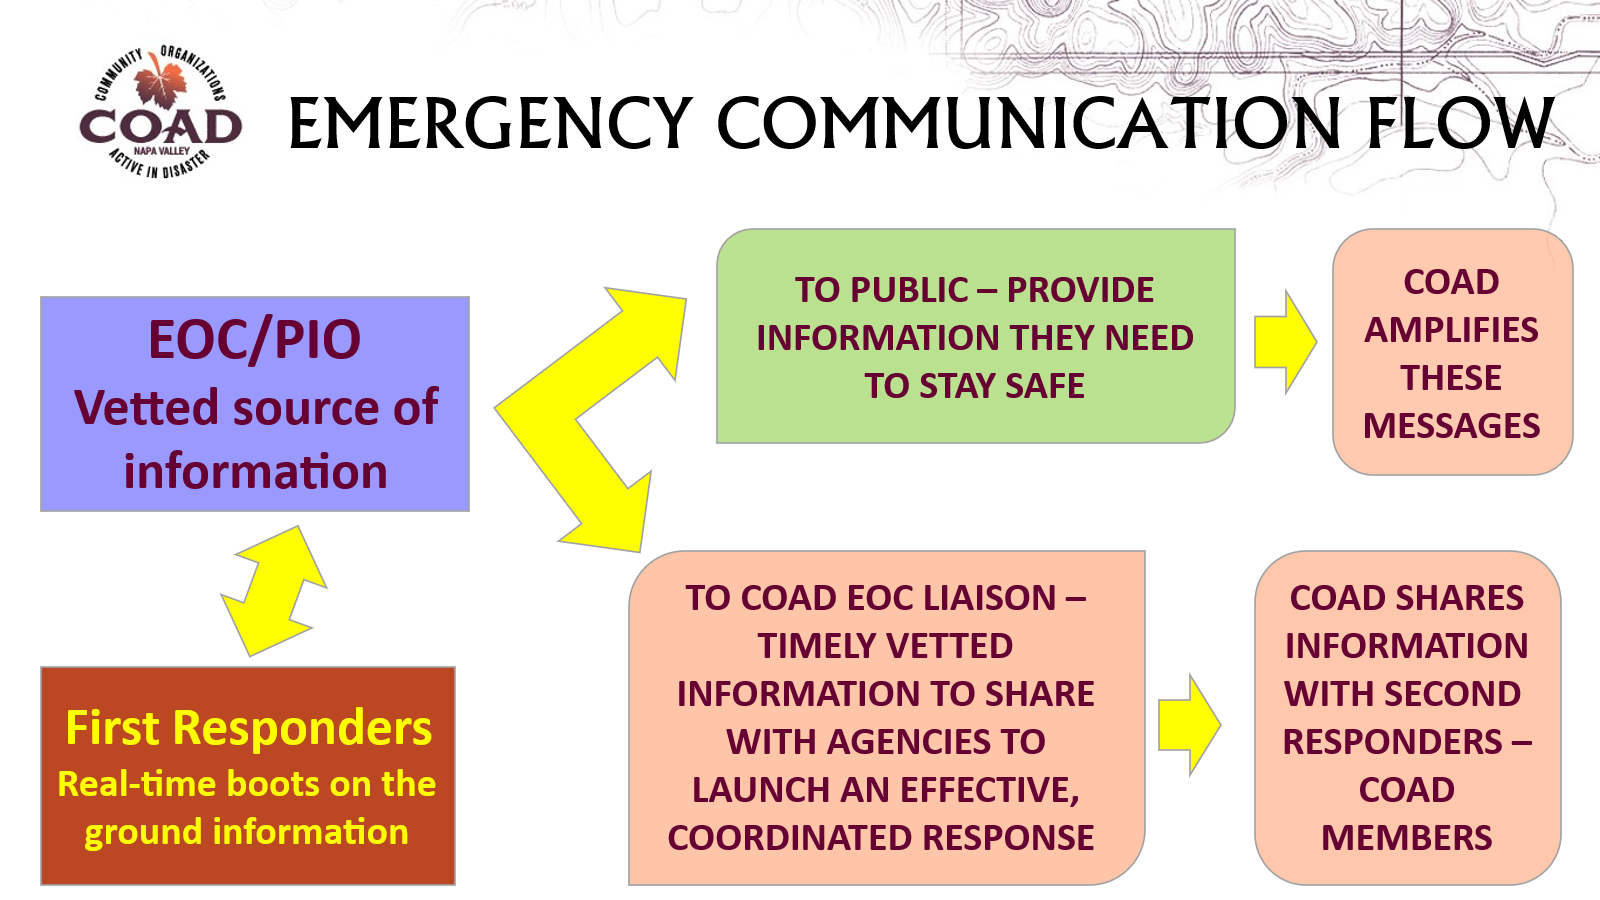 COMMUNITY ORGANIZATIONS
COAD
NAPA VALLEY
ACTIVE IN DISASTER
EMERGENCY COMMUNICATION FLOW
EOC/PIO
Vetted source of
information
First Responders
Real-time boots on the
ground information
TO PUBLIC – PROVIDE
INFORMATION THEY NEED
TO STAY SAFE
COAD
AMPLIFIES
THESE
MESSAGES
TO COAD EOC LIAISON –
TIMELY VETTED
INFORMATION TO SHARE
WITH AGENCIES TO
LAUNCH AN EFFECTIVE,
COORDINATED RESPONSE
COAD SHARES
INFORMATION
WITH SECOND
RESPONDERS –
COAD
MEMBERS